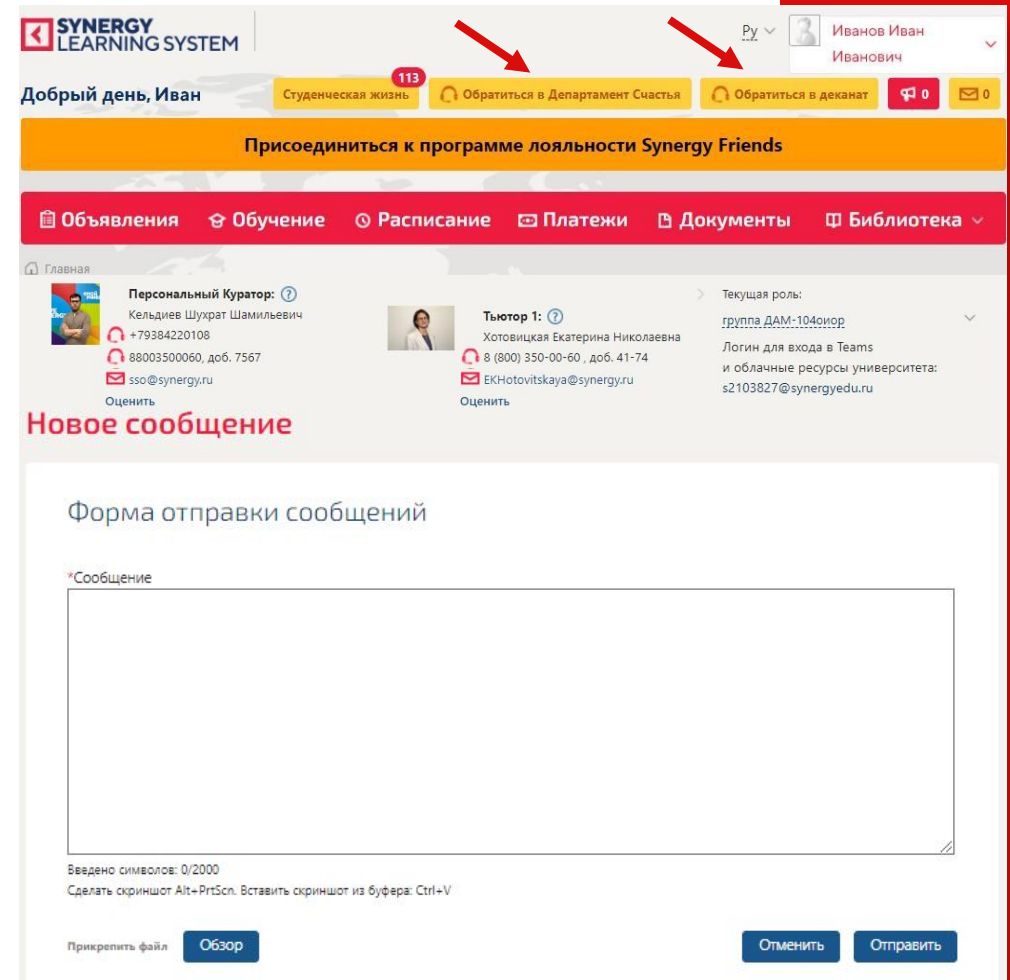 SYNERGY
LEARNING SYSTEM
Ру
Иванов Иван
Иванович
Добрый день, Иван
Студенческая жизнь
113
Обратиться в Департамент Счастья
Обратиться в деканат
0
0
Присоединиться к программе лояльности Synergy Friends
Объявления
Обучение
Расписание
Платежи
Документы
Библиотека
Главная
Персональный Куратор: ?
Кельдиев Шухрат Шамильевич
+79384220108
88003500060, доб. 7567
sso@synergy.ru
Оценить
Тьютор 1: ?
Хотовицкая Екатерина Николаевна
8 (800) 350-00-60 , доб. 41-74
EKHotovitskaya@synergy.ru
Оценить
Текущая роль:
группа ДАМ-104оиор
Логин для входа в Teams
и облачные ресурсы университета:
s2103827@synergyedu.ru
Новое сообщение
Форма отправки сообщений
*Сообщение
Введено символов: 0/2000
Сделать скриншот Alt+PrtScn. Вставить скриншот из буфера: Ctrl+V
Прикрепить файл
Обзор
Отменить
Отправить